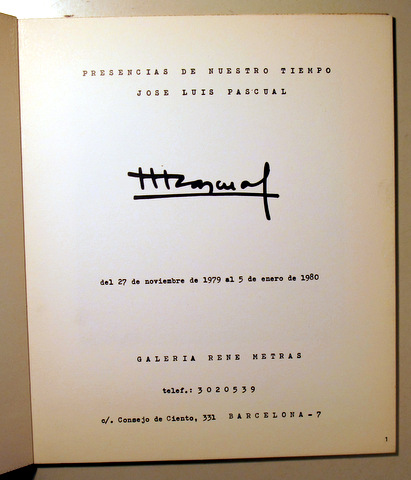 PRESENCIAS DE NUESTRO TIEMPO
JOSE LUIS PASCUAL
Pascual
del 27 de noviembre de 1979 al 5 de enero de 1980
GALERIA RENE METRAS
telef.: 3020539
c/. Consejo de Ciento, 331 BARCELONA - 7
1